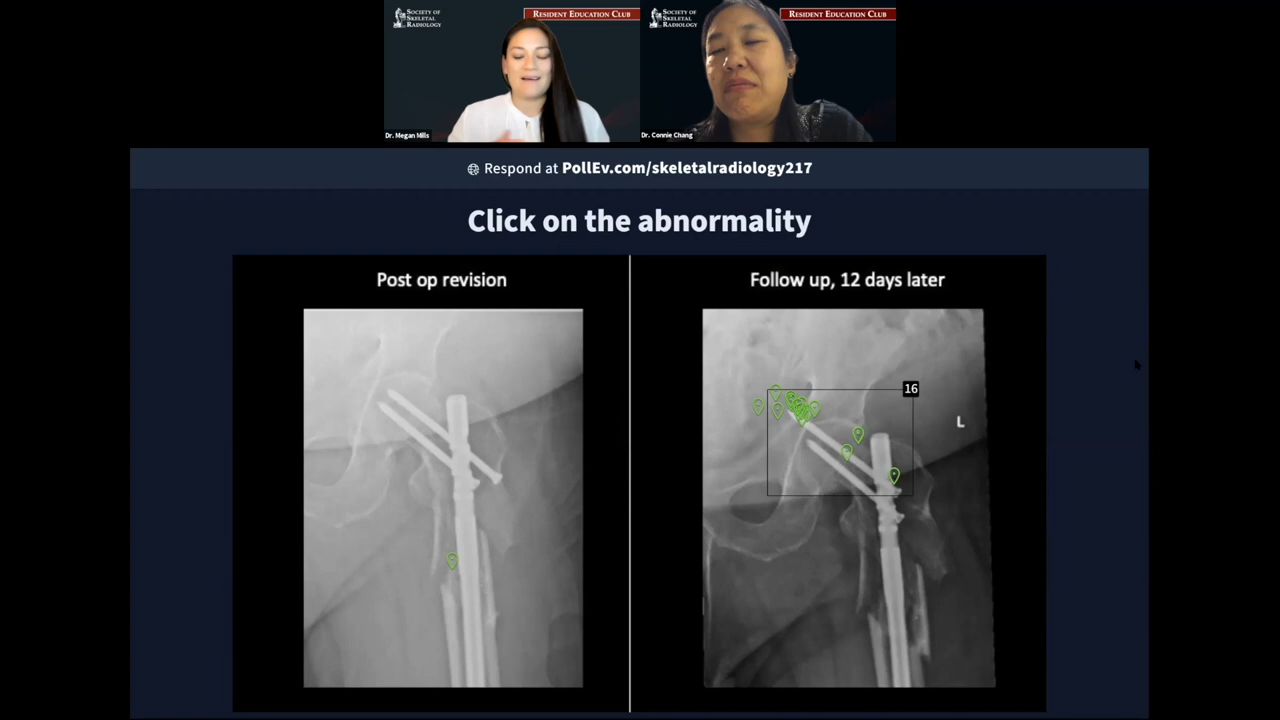 Society of
Skeletal
Radiology
Resident Education Club
Dr. Megan Mills
Society of
Skeletal
Radiology
Resident Education Club
Dr. Connie Chang
Respond at PollEv.com/skeletalradiology217
Click on the abnormality
Post op revision
Follow up, 12 days later
16
L